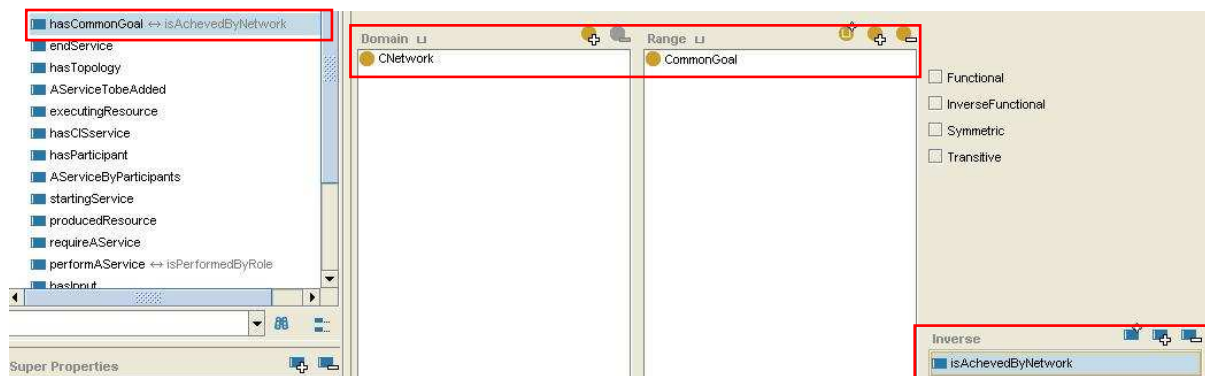 hasCommonGoal ↔ isAchevedByNetwork
endService
hasTopology
AServiceTobeAdded
executingResource
hasCISservice
hasParticipant
AServiceByParticipants
startingService
producedResource
requireAService
performAService ↔ isPerformedByRole
hasInput
Super Properties
Domain ⊔
CNetwork
Range ⊔
CommonGoal
Functional
InverseFunctional
Symmetric
Transitive
Inverse
isAchevedByNetwork